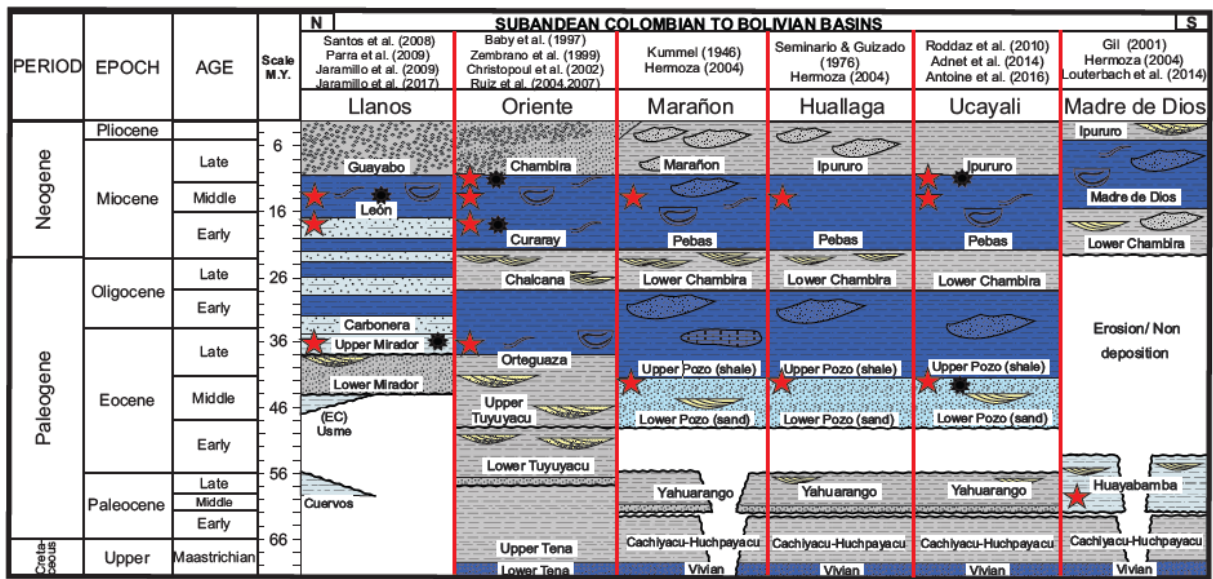 N
SUBANDEAN COLOMBIAN TO BOLIVIAN BASINS
S
PERIOD
EPOCH
AGE
Scale
M.Y.
Santos et al. (2008)
Parra et al. (2009)
Jaramillo et al. (2009)
Jaramillo et al. (2017)
Llanos
Baby et al. (1997)
Zembrano et al. (1999)
Christopoul et al. (2002)
Ruiz et al. (2004.2007)
Oriente
Kummel (1946)
Hermoza (2004)
Marañon
Seminario & Guizado
(1976)
Hermoza (2004)
Huallaga
Roddaz et al. (2010)
Adnet et al. (2014)
Antoine et al. (2016)
Ucayali
Gil (2001)
Hermoza (2004)
Louterbach et al. (2014)
Madre de Dios
Neogene
Paleogene
Creta-
ceous
Pliocene
Miocene
Oligocene
Eocene
Paleocene
Upper
Late
Middle
Early
Late
Early
Late
Middle
Early
Late
Middle
Early
Maastrichian
6
16
26
36
46
56
66
Guayabo
León
Carbonera
Upper Mirador
Lower Mirador
(EC)
Usme
Cuervos
Chambira
Curaray
Chalcana
Orteguaza
Upper
Tuyuyacu
Lower Tuyuyacu
Upper Tena
Lower Tena
Marañon
Pebas
Lower Chambira
Upper Pozo (shale)
Lower Pozo (sand)
Yahuarango
Cachiyacu-Huchpayacu
Vivian
Ipururo
Pebas
Lower Chambira
Upper Pozo (shale)
Lower Pozo (sand)
Yahuarango
Cachiyacu-Huchpayacu
Vivian
Ipururo
Pebas
Lower Chambira
Upper Pozo (shale)
Lower Pozo (sand)
Yahuarango
Cachiyacu-Huchpayacu
Vivian
Ipururo
Madre de Dios
Lower Chambira
Erosion/ Non
deposition
Huayabamba
Cachiyacu-Huchpayacu
Vivian